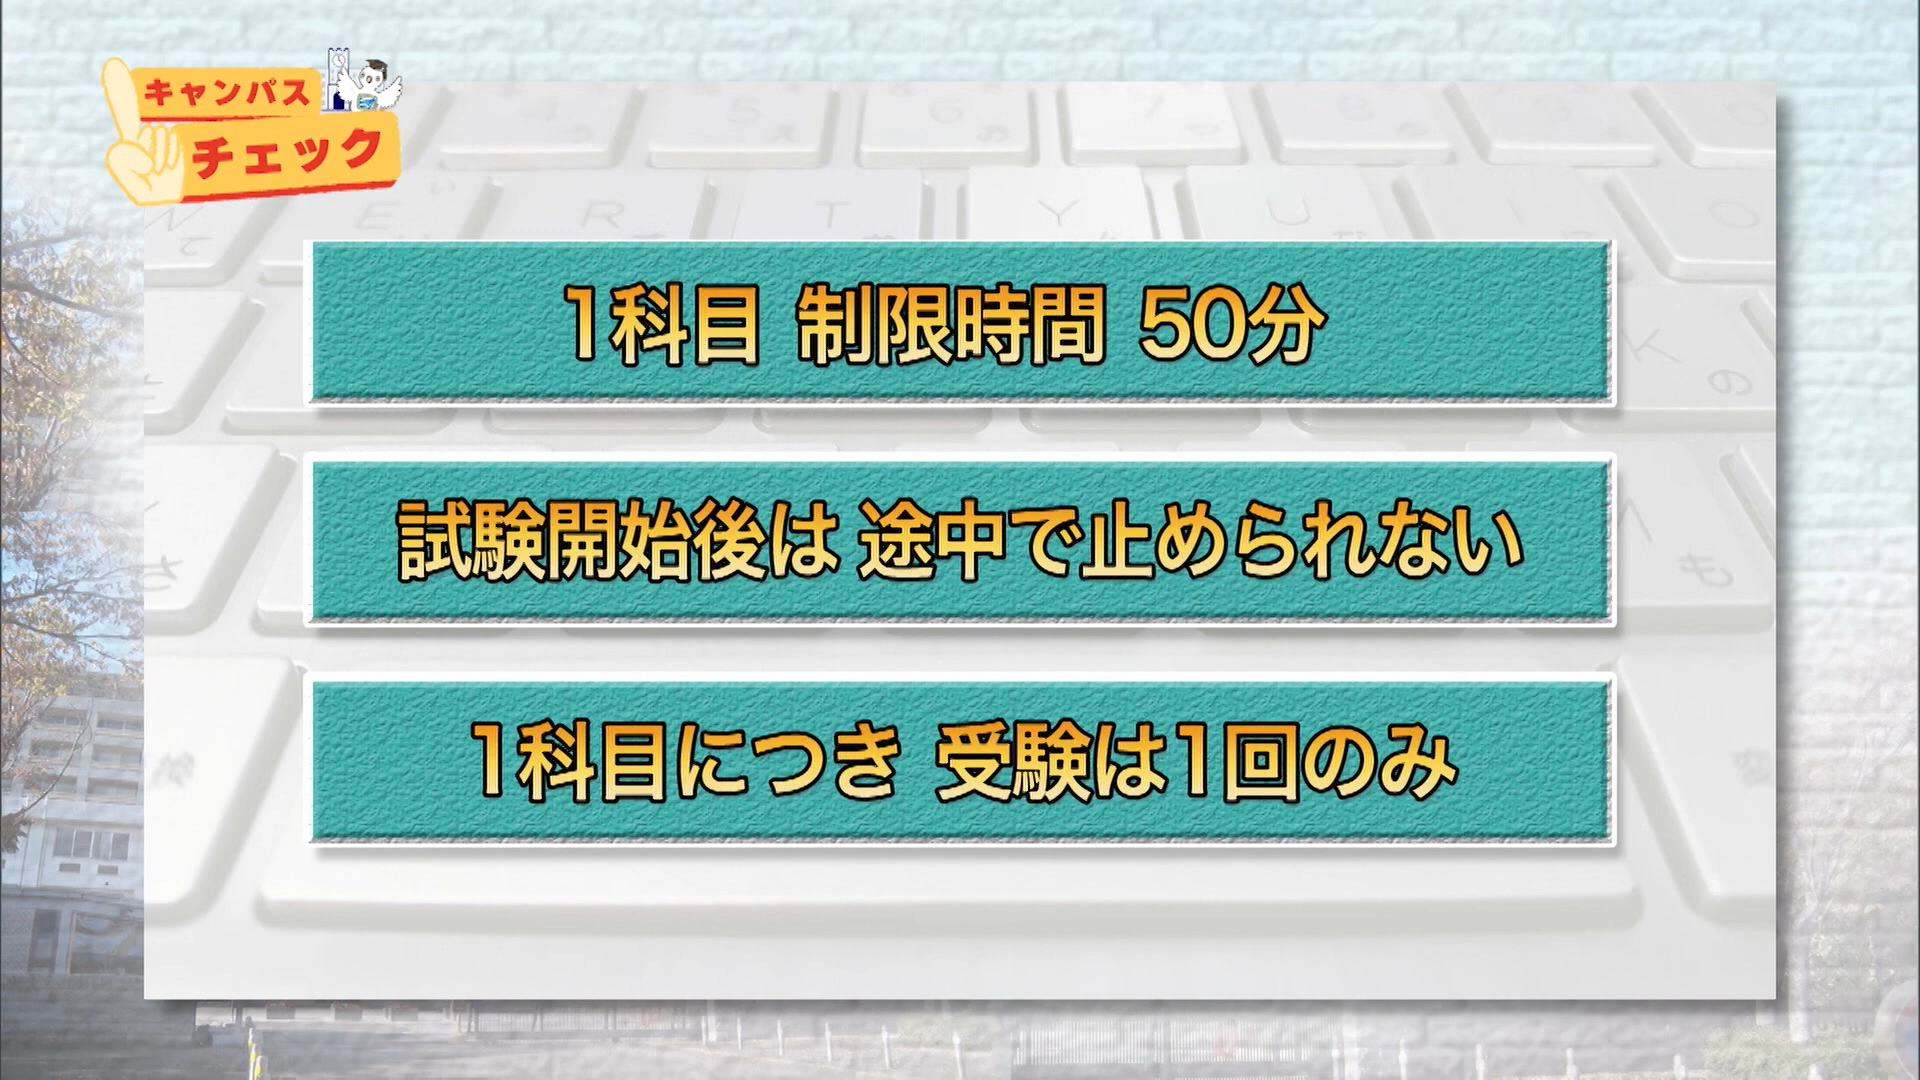 キャンパス
チェック
1科目 制限時間 50分
試験開始後は 途中で止められない
1科目につき 受験は1回のみ